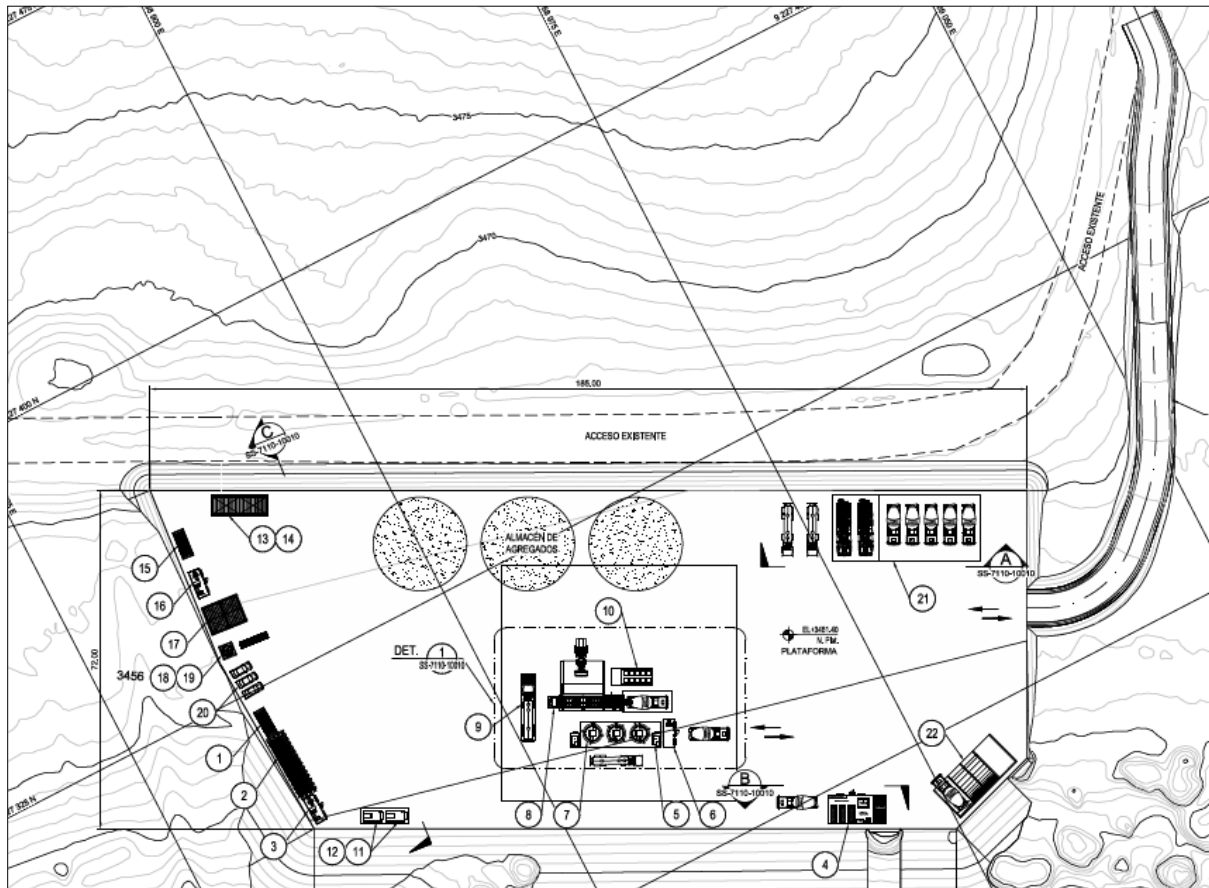 3475
3470
ACCESO EXISTENTE
185,00
ACCESO EXISTENTE
C
SS-7110-10010
72,00
13
14
ALMACÉN DE
AGREGADOS
15
16
A
SS-7110-10010
21
10
17
DET.
1
SS-7110-10010
N. Plat.
PLATAFORMA
3456
18
19
20
9
1
22
2
B
SS-7110-10010
8
7
5
6
3
12
11
4